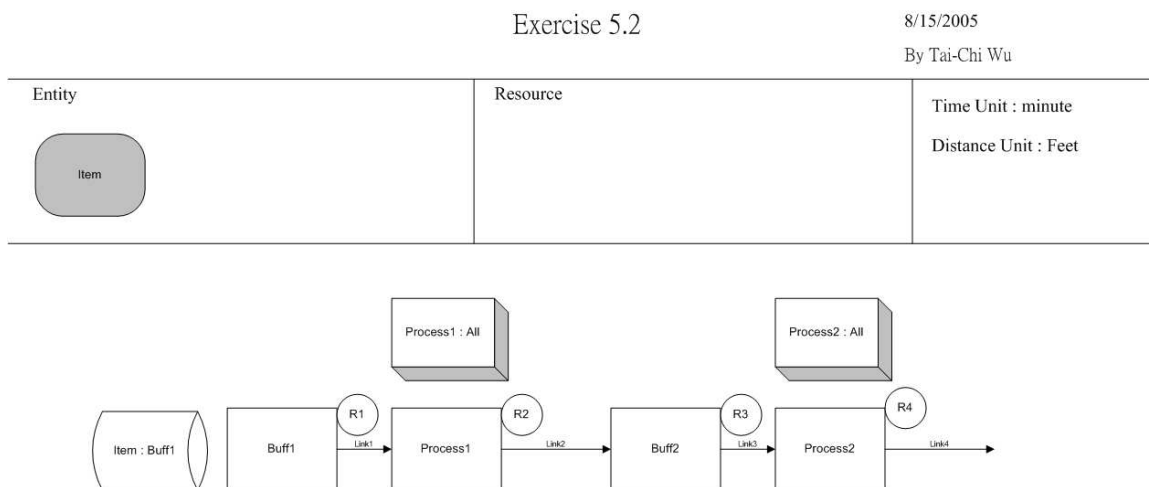 Exercise 5.2
8/15/2005
By Tai-Chi Wu
Entity
Resource
Time Unit : minute
Distance Unit : Feet
Item
Process1 : All
Process2 : All
R1
R2
R3
R4
Item : Buff1
Buff1
Link1
Process1
Link2
Buff2
Link3
Process2
Link4